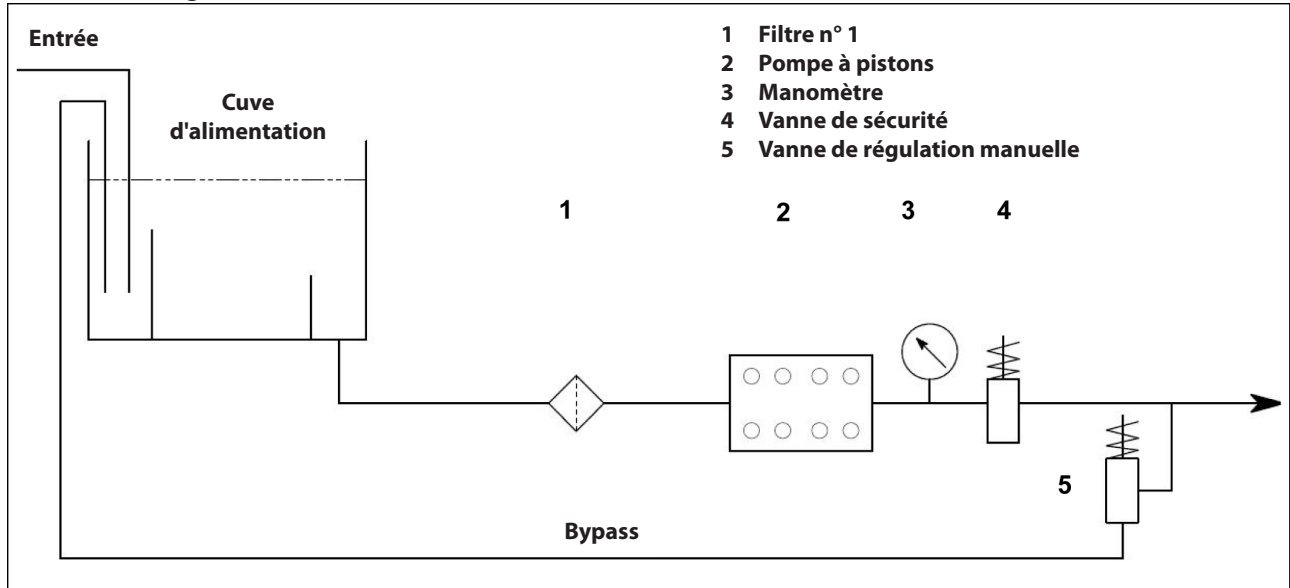 Entrée
Cuve
d'alimentation
1 Filtre n° 1
2 Pompe à pistons
3 Manomètre
4 Vanne de sécurité
5 Vanne de régulation manuelle
1
2
3
4
5
Bypass